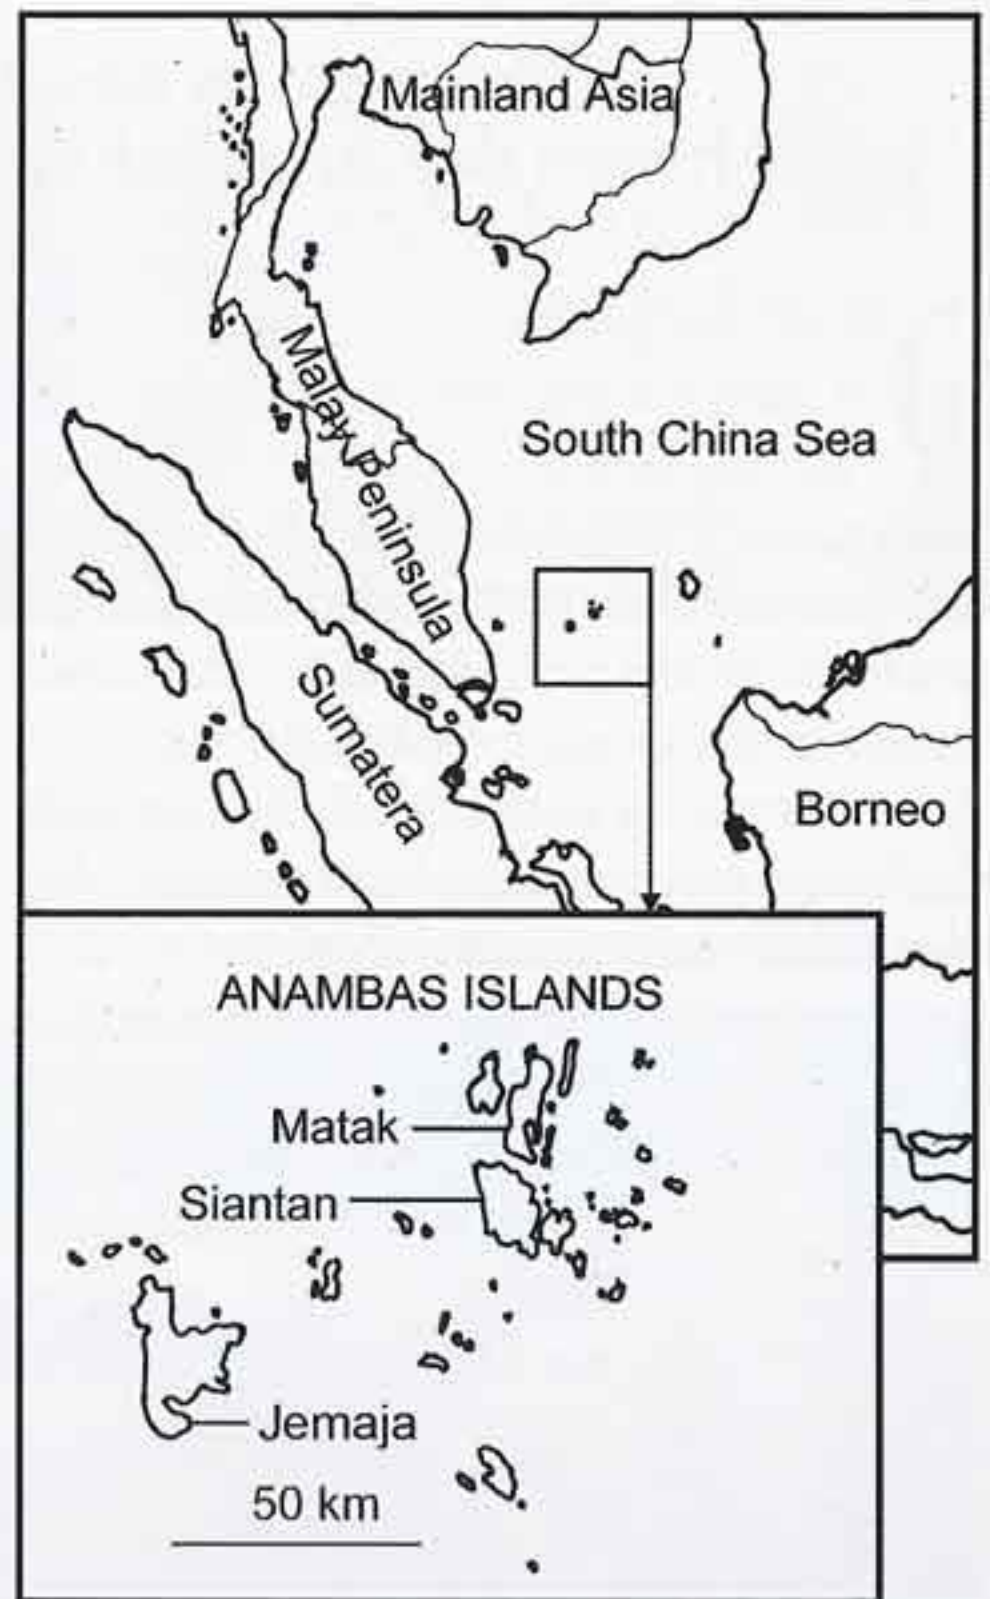 Mainland Asia
Malay Peninsula
South China Sea
Sumatera
Borneo
ANAMBAS ISLANDS
Matak
Siantan
Jemaja
50 km